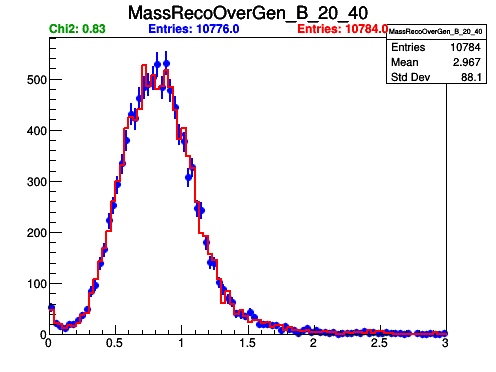 MassRecoOverGen_B_20_40
Chi2: 0.83 Entries: 10776.0 Entries: 10784.0
MassRecoOverGen_B_20_40
Entries 10784
Mean 2.967
Std Dev 88.1
500
400
300
200
100
0
0 0.5 1 1.5 2 2.5 3